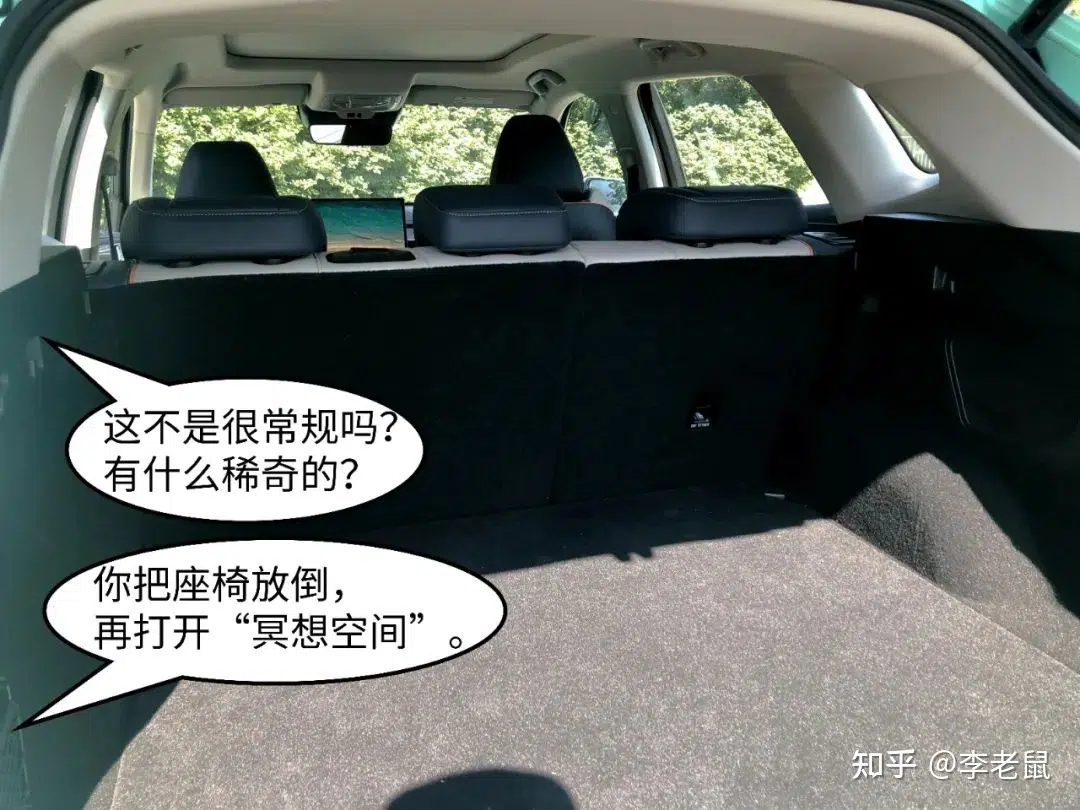 这不是很常规吗？
有什么稀奇的？
你把座椅放倒，
再打开“冥想空间”。
知乎 @李老鼠